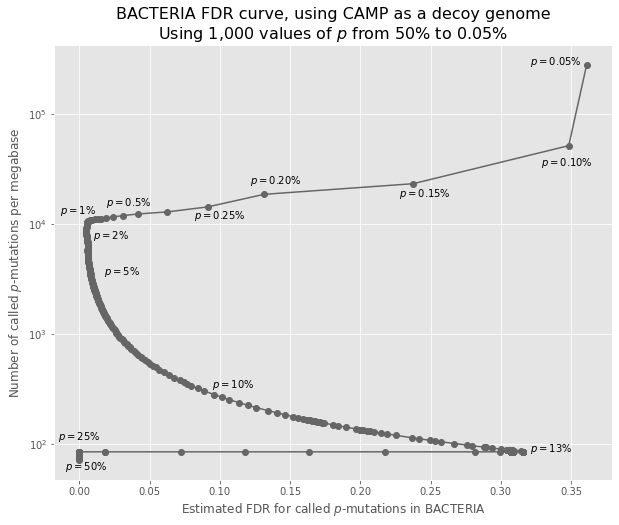 BACTERIA FDR curve, using CAMP as a decoy genome
Using 1,000 values of p from 50% to 0.05%
p = 0.05%
10^5
p = 0.10%
p = 0.20%
p = 0.15%
p = 0.5%
p = 1%
p = 0.25%
10^4
p = 2%
p = 5%
10^3
p = 10%
p = 25%
10^2
p = 13%
p = 50%
Number of called p-mutations per megabase
0.00 0.05 0.10 0.15 0.20 0.25 0.30 0.35
Estimated FDR for called p-mutations in BACTERIA